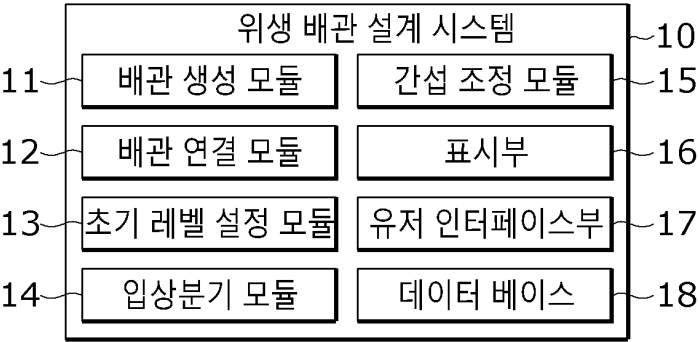 위생 배관 설계 시스템
10
11
배관 생성 모듈
간섭 조정 모듈
15
12
배관 연결 모듈
표시부
16
13
초기 레벨 설정 모듈
유저 인터페이스부
17
14
입상분기 모듈
데이터 베이스
18